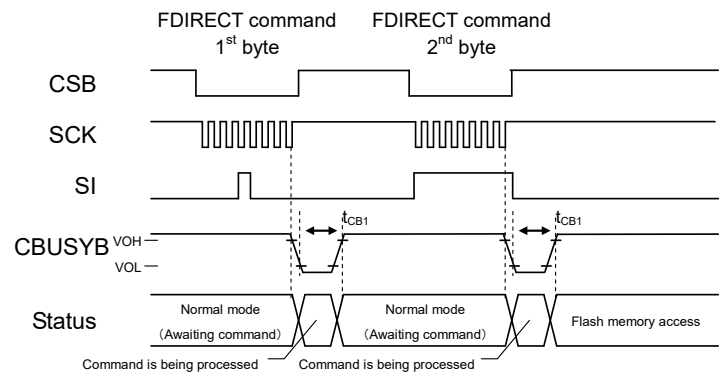 FDIRECT command
1st byte
FDIRECT command
2nd byte
CSB
SCK
SI
tCB1
tCB1
CBUSYB
VOH
VOL
Status
Normal mode
（Awaiting command）
Normal mode
（Awaiting command）
Flash memory access
Command is being processed
Command is being processed